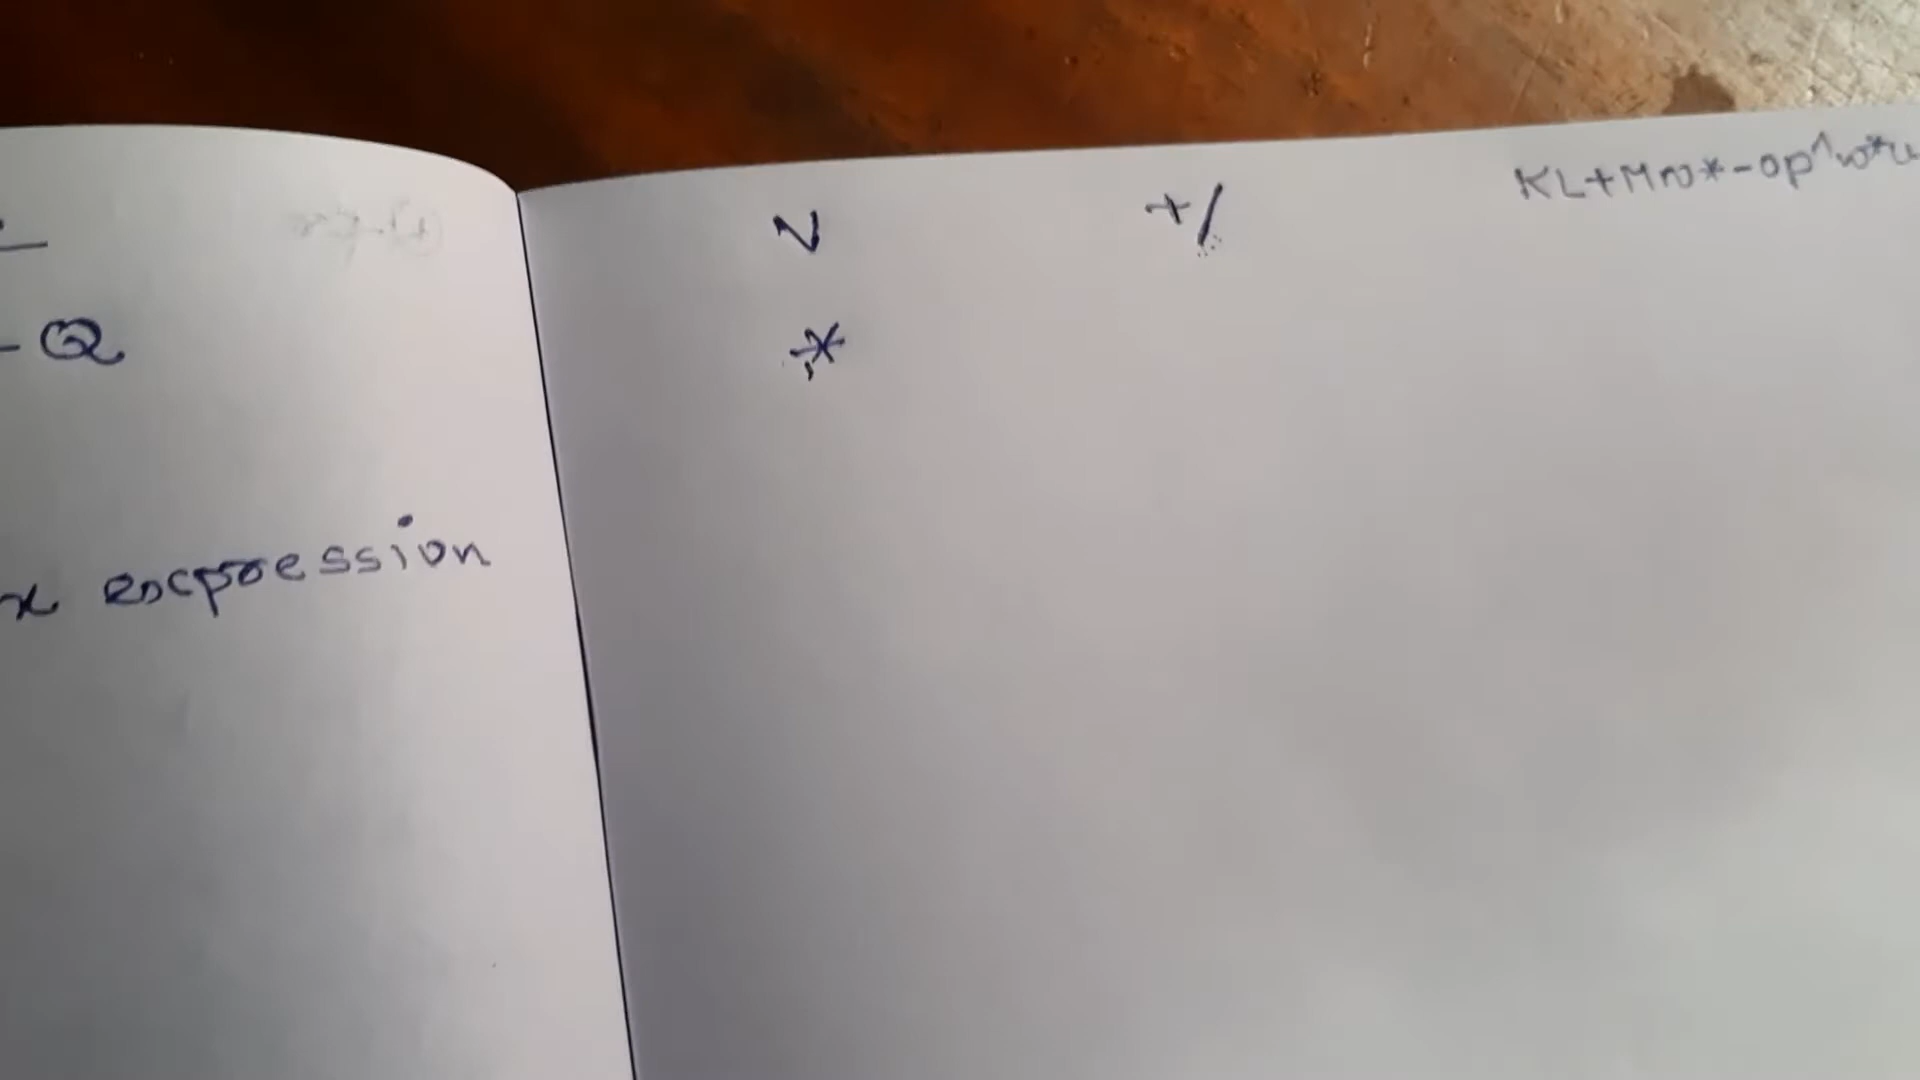 - Q
x expression
V +/ KL+MN*-OP^W*U
*